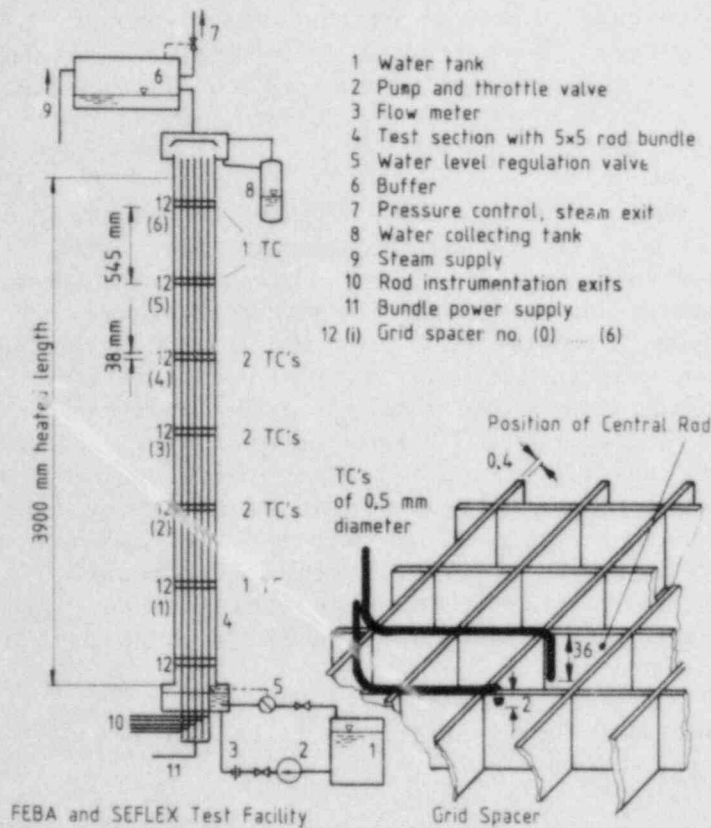 7
6
9
8
1 Water tank
2 Pump and throttle valve
3 Flow meter
4 Test section with 5×5 rod bundle
5 Water level regulation valve
6 Buffer
7 Pressure control, steam exit
8 Water collecting tank
9 Steam supply
10 Rod instrumentation exits
11 Bundle power supply
12 (i) Grid spacer no. (0) (6)
3900 mm heated length
545 mm
38 mm
12
(6)
1 TC
12
(5)
12
(4)
2 TC's
12
(3)
2 TC's
12
(2)
2 TC's
12
(1)
1
4
12
5
10
3
2
1
11
Position of Central Rod
0.4
TC's
of 0.5 mm
diameter
36
2
FEBA and SEFLEX Test Facility
Grid Spacer